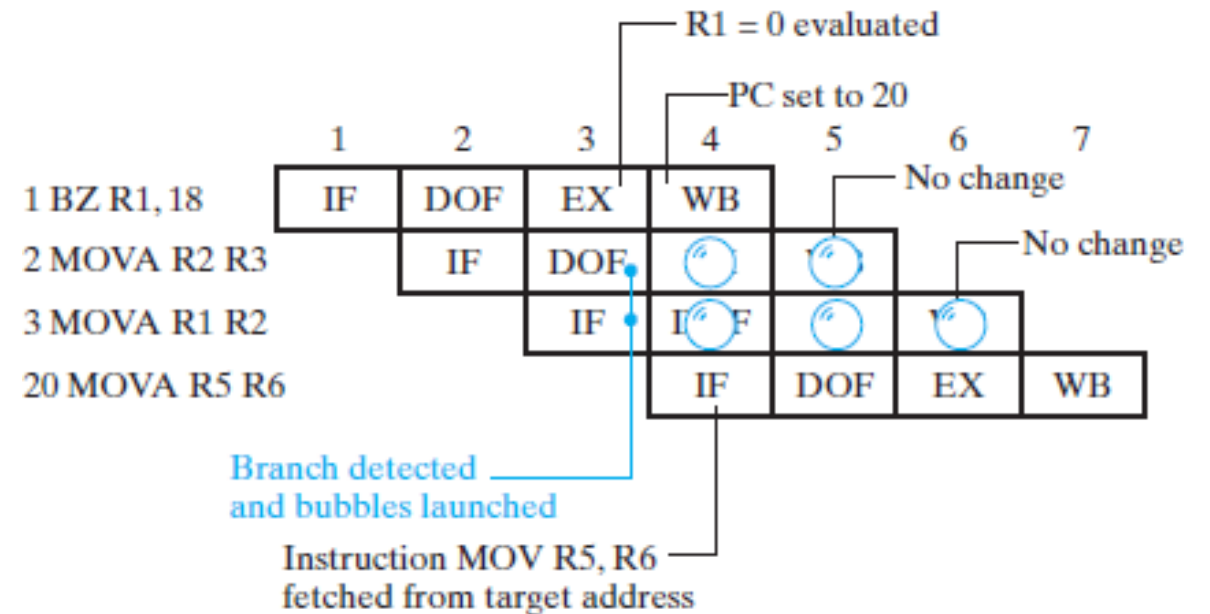 R1 = 0 evaluated
PC set to 20
1 2 3 4 5 6 7
No change
1 BZ R1, 18 IF DOF EX WB
No change
2 MOVA R2 R3 IF DOF
3 MOVA R1 R2 IF
20 MOVA R5 R6 IF DOF EX WB
Branch detected
and bubbles launched
Instruction MOV R5, R6
fetched from target address